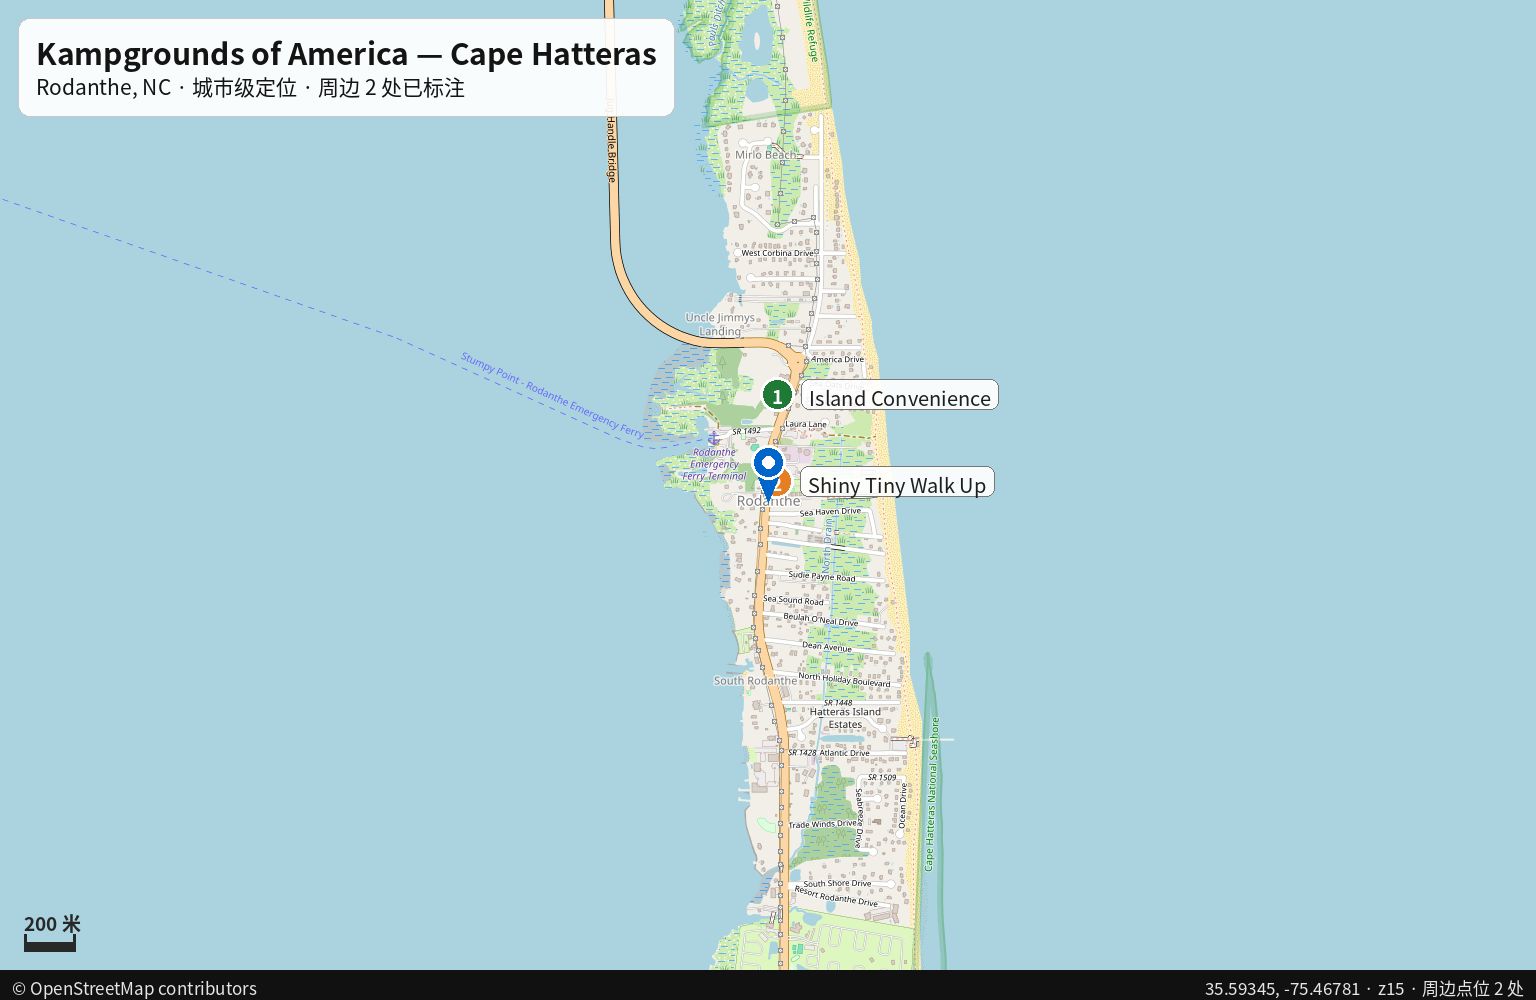 Kampgrounds of America — Cape Hatteras
Rodanthe, NC · 城市级定位 · 周边 2 处已标注
Wildlife Refuge
Handle Bridge
Mirlo Beach
West Corbina Drive
Uncle Jimmys
Landing
America Drive
Stumpy Point - Rodanthe Emergency Ferry
1
Island Convenience
Laura Lane
SR 1492
Rodanthe
Emergency
Ferry Terminal
2
Shiny Tiny Walk Up
Rodanthe
Sea Haven Drive
North Drain
Sudie Payne Road
Sea Sound Road
Beulah O'Neal Drive
Dean Avenue
South Rodanthe
North Holiday Boulevard
SR 1448
Hatteras Island
Estates
SR 1428
Atlantic Drive
SR 1509
Seabreeze Drive
Ocean Drive
Cape Hatteras National Seashore
Trade Winds Drive
South Shore Drive
Resort Rodanthe Drive
200 米
© OpenStreetMap contributors
35.59345, -75.46781 · z15 · 周边点位 2 处